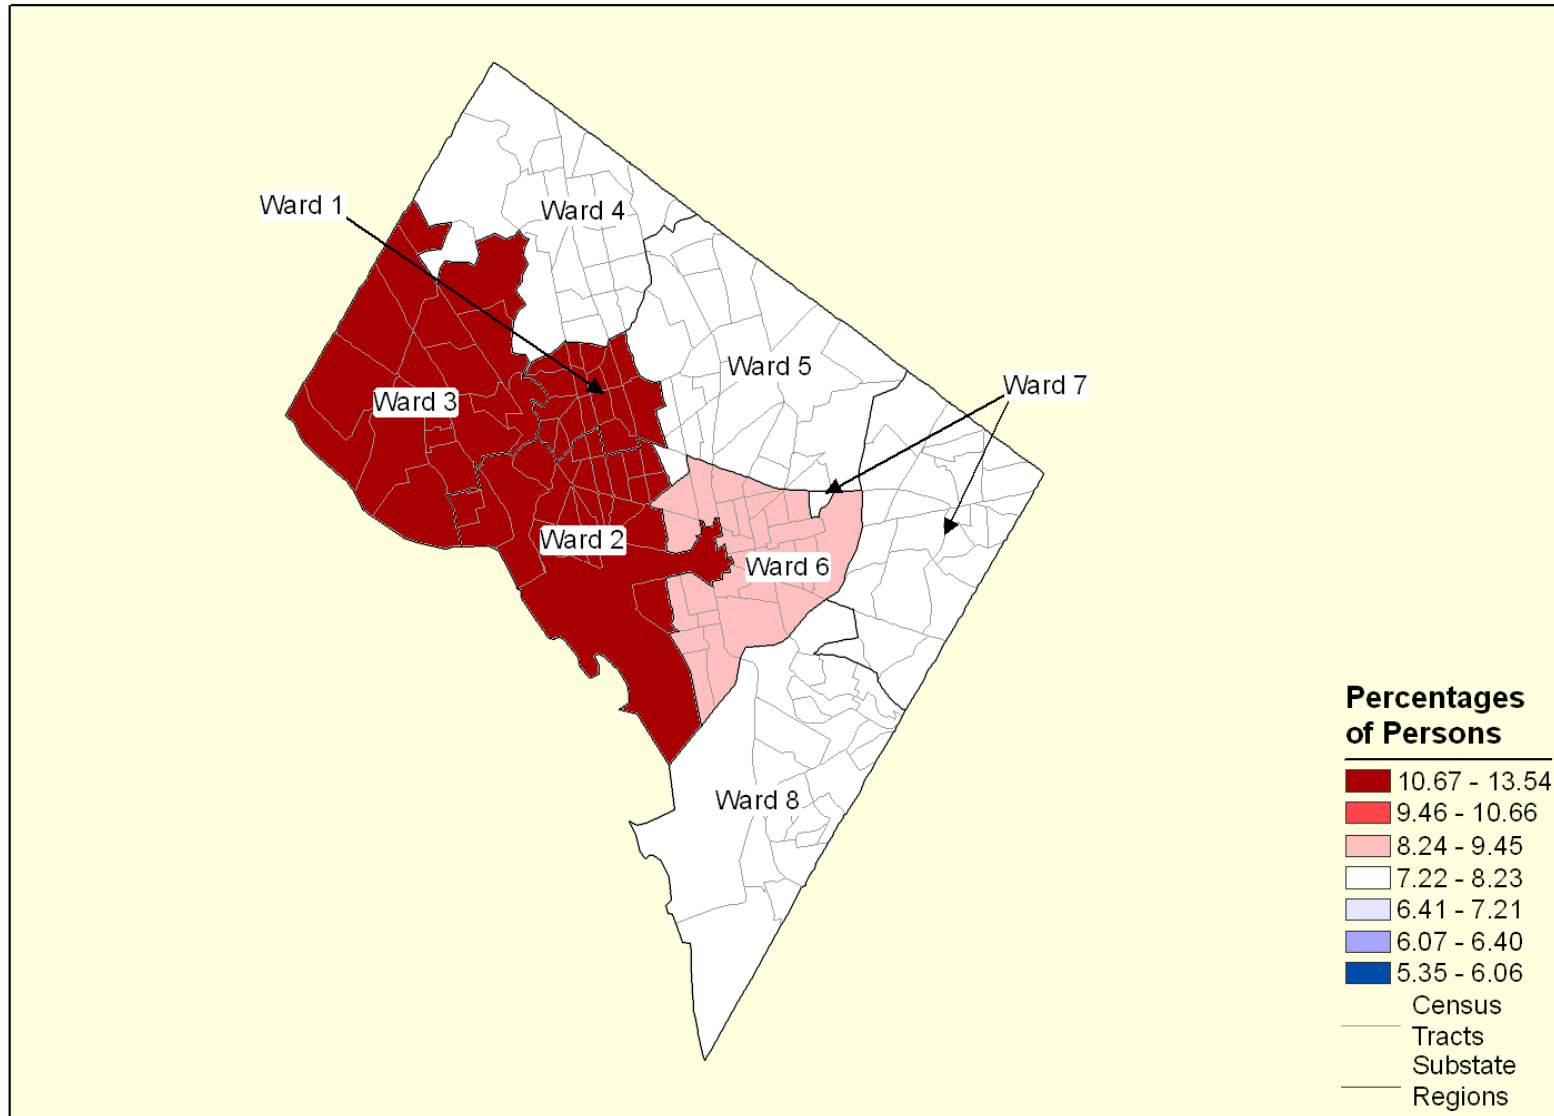 Ward 1
Ward 4
Ward 5
Ward 7
Ward 3
Ward 2
Ward 6
Ward 8
Percentages
of Persons
10.67 - 13.54
9.46 - 10.66
8.24 - 9.45
7.22 - 8.23
6.41 - 7.21
6.07 - 6.40
5.35 - 6.06
Census
Tracts
Substate
Regions